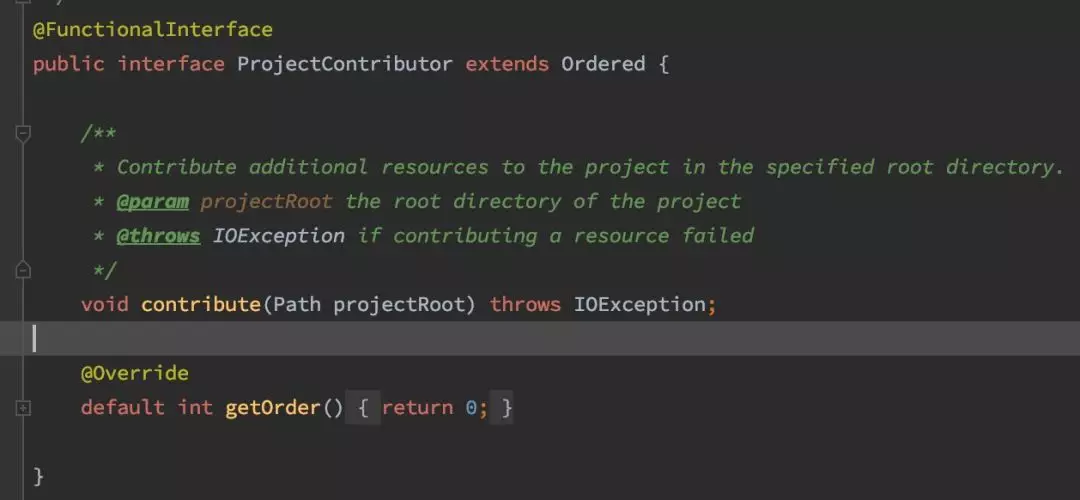 @FunctionalInterface
public interface ProjectContributor extends Ordered {
/**
* Contribute additional resources to the project in the specified root directory.
* @param projectRoot the root directory of the project
* @throws IOException if contributing a resource failed
*/
void contribute(Path projectRoot) throws IOException;
@Override
default int getOrder() { return 0; }
}